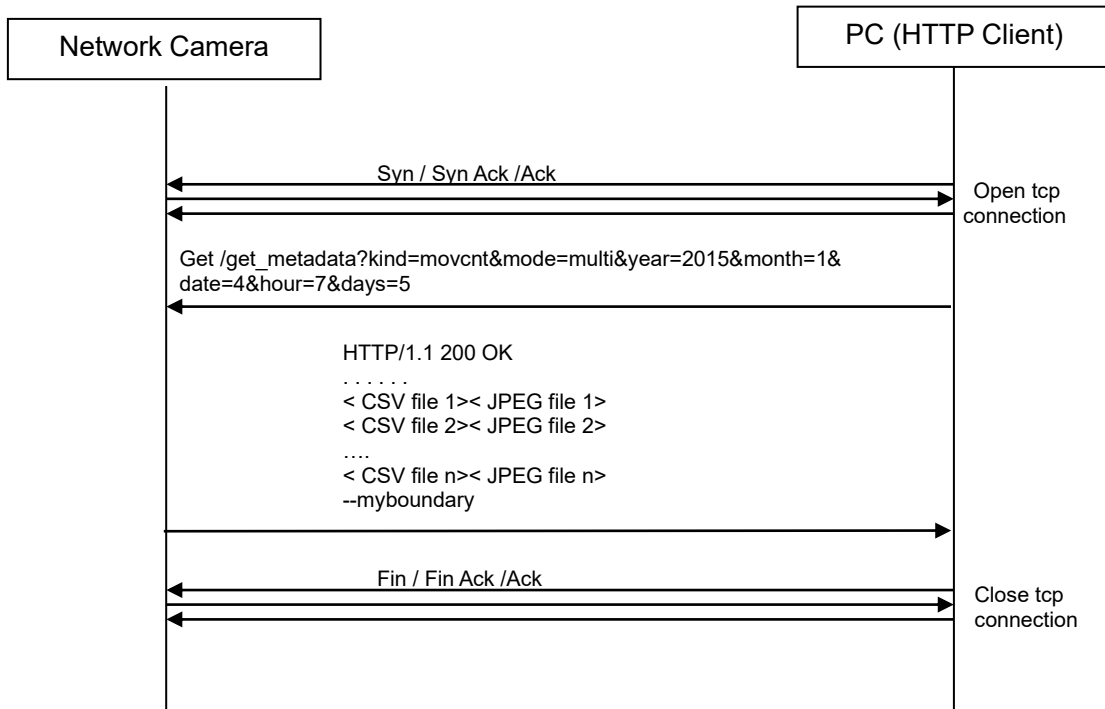 Network Camera
PC (HTTP Client)
Syn / Syn Ack /Ack
Open tcp
connection
Get /get_metadata?kind=movcnt&mode=multi&year=2015&month=1&
date=4&hour=7&days=5
HTTP/1.1 200 OK
. . . . . .
< CSV file 1>< JPEG file 1>
< CSV file 2>< JPEG file 2>
….
< CSV file n>< JPEG file n>
--myboundary
Fin / Fin Ack /Ack
Close tcp
connection